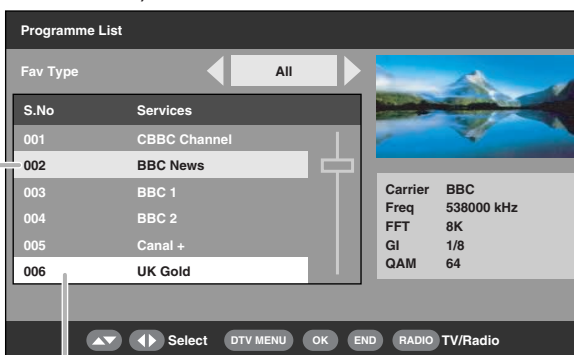 Programme List
Fav Type All
S.No Services
001 CBBC Channel
002 BBC News
003 BBC 1
004 BBC 2
005 Canal +
006 UK Gold
Carrier BBC
Freq 538000 kHz
FFT 8K
GI 1/8
QAM 64
Select DTV MENU OK END RADIO TV/Radio